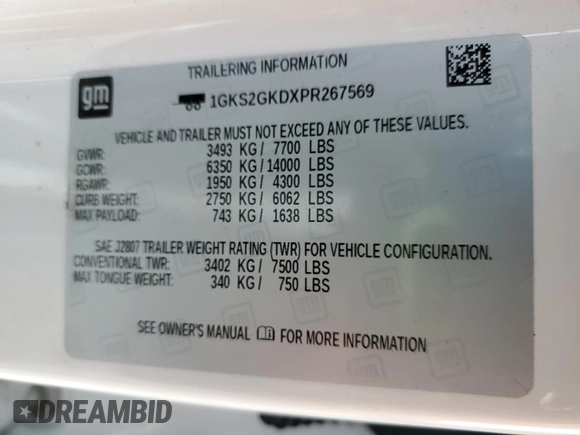 gm
TRAILERING INFORMATION
1GKS2GKDXPR267569
VEHICLE AND TRAILER MUST NOT EXCEED ANY OF THESE VALUES.
GVWR: 3493 KG/ 7700 LBS
GCWR: 6350 KG/14000 LBS
RGAWR: 1950 KG/ 4300 LBS
CURB WEIGHT: 2750 KG/ 6062 LBS
MAX PAYLOAD: 743 KG/ 1638 LBS
SAE J2807 TRAILER WEIGHT RATING (TWR) FOR VEHICLE CONFIGURATION.
CONVENTIONAL TWR: 3402 KG/ 7500 LBS
MAX TONGUE WEIGHT: 340 KG/ 750 LBS
SEE OWNER'S MANUAL FOR MORE INFORMATION
DREAMBID